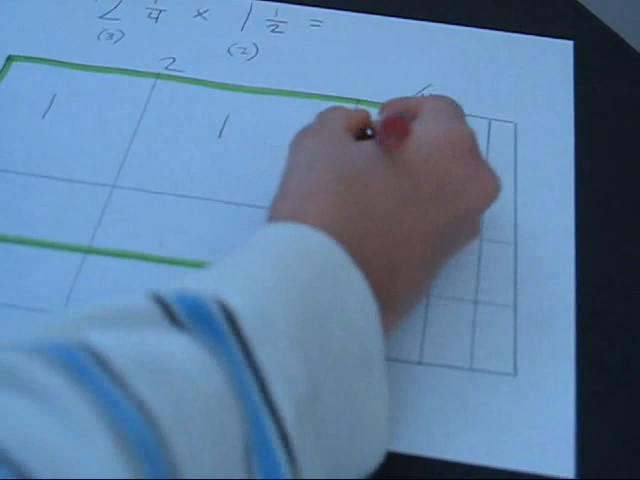 2 1/4 x 1 1/2 =
(3) (2)
2
1 1